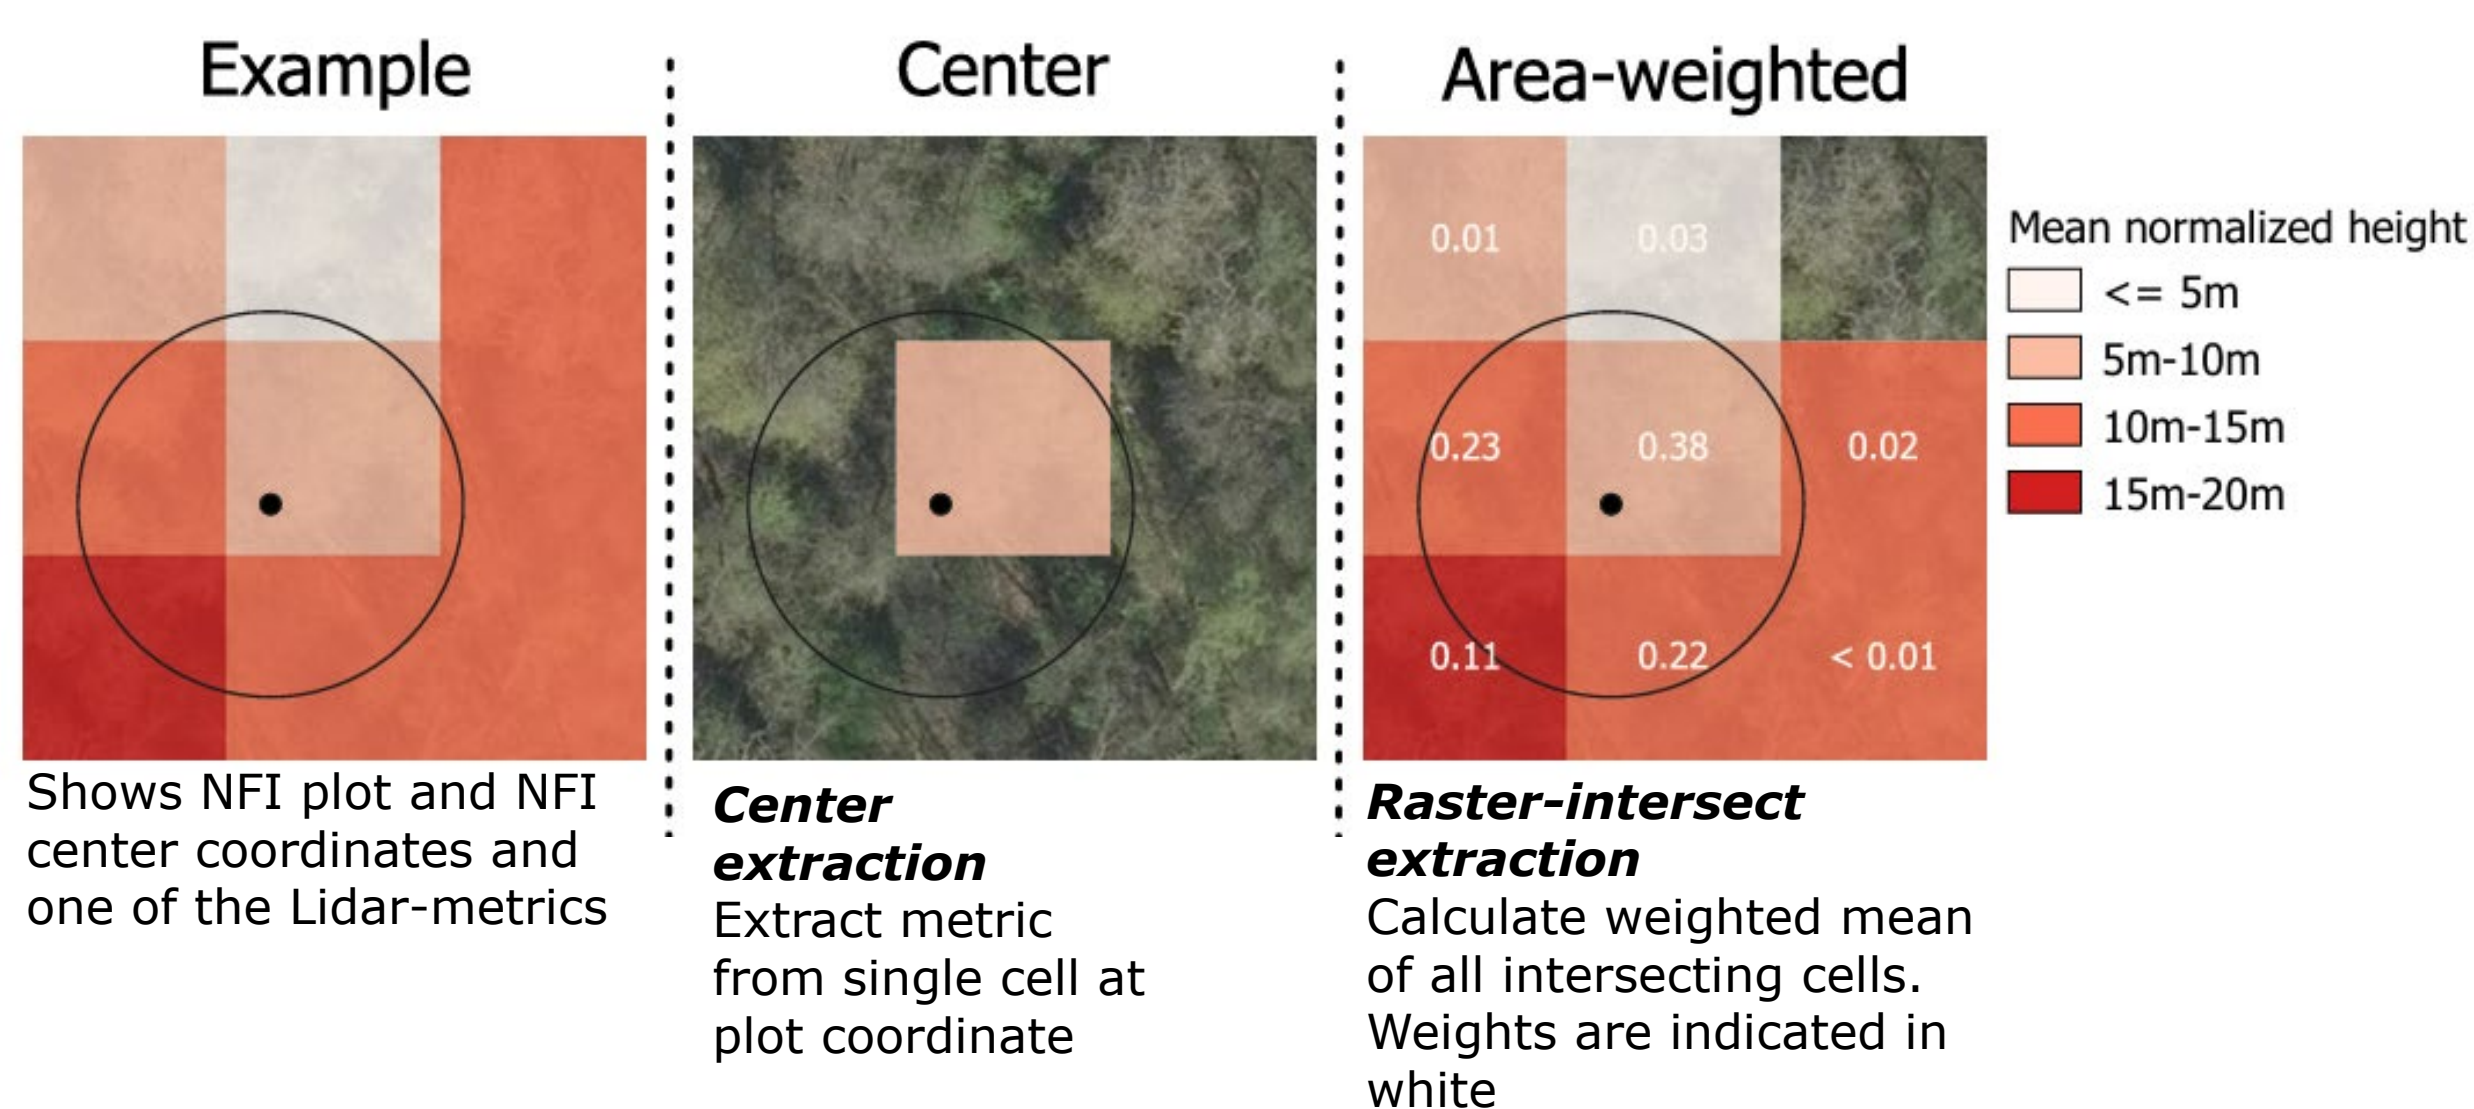 Example
Center
Area-weighted
0.01
0.03
0.23
0.38
0.02
0.11
0.22
< 0.01
Mean normalized height
<= 5m
5m-10m
10m-15m
15m-20m
Shows NFI plot and NFI
center coordinates and
one of the Lidar-metrics
Center
extraction
Extract metric
from single cell at
plot coordinate
Raster-intersect
extraction
Calculate weighted mean
of all intersecting cells.
Weights are indicated in
white